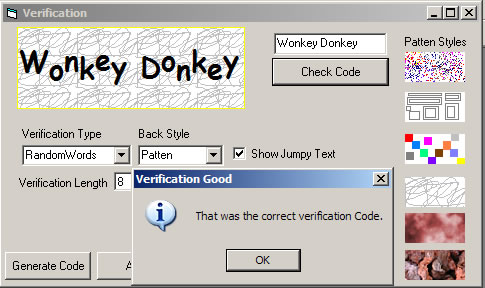 Verification
Wonkey Donkey
Wonkey Donkey
Check Code
Patten Styles
Verification Type
Back Style
RandomWords
Patten
Show Jumpy Text
Verification Length
8
Verification Good
That was the correct verification Code.
OK
Generate Code
A